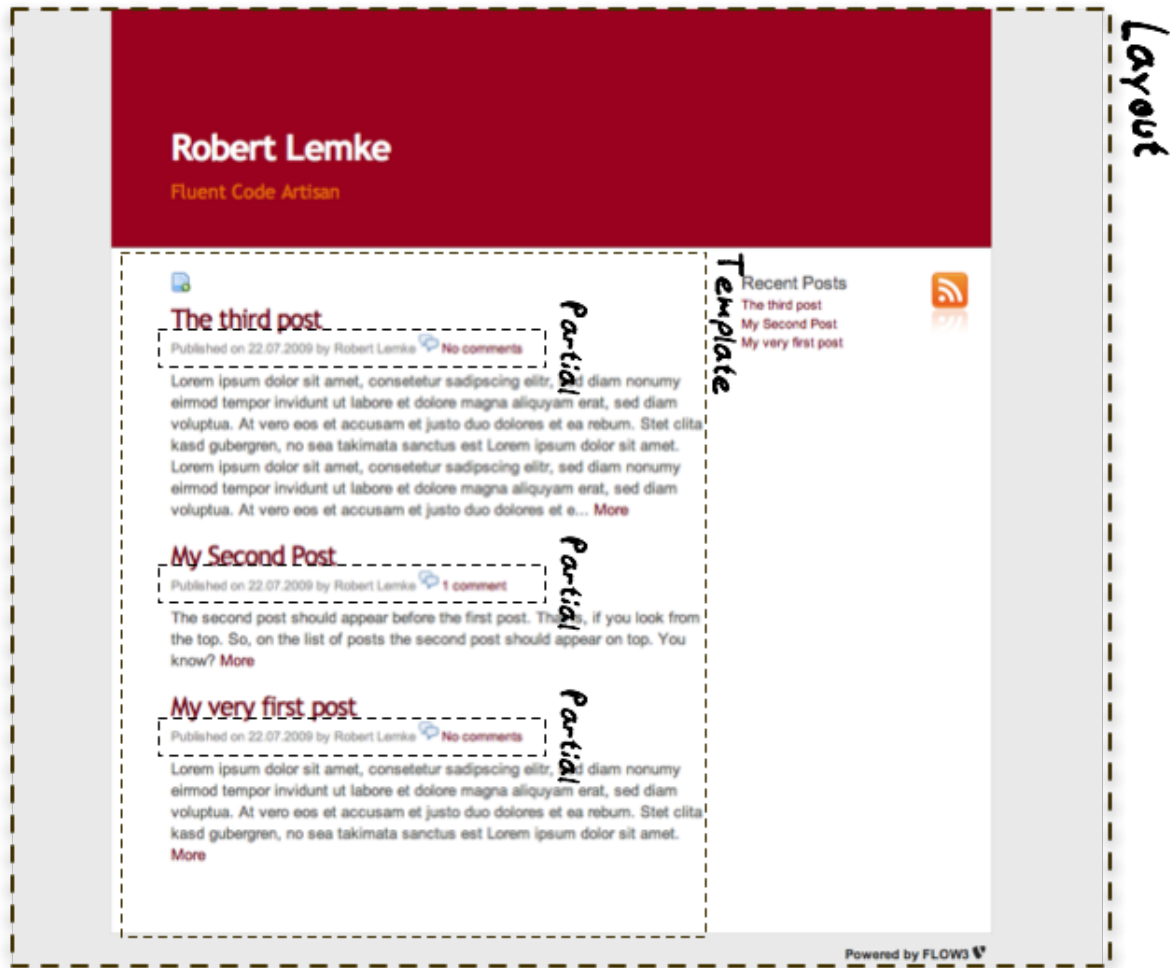 Layout
Robert Lemke
Fluent Code Artisan
Template
The third post
Partial
Published on 22.07.2009 by Robert Lemke No comments
Lorem ipsum dolor sit amet, consetetur sadipscing elitr, sed diam nonumy
eirmod tempor invidunt ut labore et dolore magna aliquyam erat, sed diam
voluptua. At vero eos et accusam et justo duo dolores et ea rebum. Stet clita
kasd gubergren, no sea takimata sanctus est Lorem ipsum dolor sit amet.
Lorem ipsum dolor sit amet, consetetur sadipscing elitr, sed diam nonumy
eirmod tempor invidunt ut labore et dolore magna aliquyam erat, sed diam
voluptua. At vero eos et accusam et justo duo dolores et e... More
My Second Post
Partial
Published on 22.07.2009 by Robert Lemke 1 comment
The second post should appear before the first post. Thats, if you look from
the top. So, on the list of posts the second post should appear on top. You
know? More
My very first post
Partial
Published on 22.07.2009 by Robert Lemke No comments
Lorem ipsum dolor sit amet, consetetur sadipscing elitr, sed diam nonumy
eirmod tempor invidunt ut labore et dolore magna aliquyam erat, sed diam
voluptua. At vero eos et accusam et justo duo dolores et ea rebum. Stet clita
kasd gubergren, no sea takimata sanctus est Lorem ipsum dolor sit amet.
More
Recent Posts
The third post
My Second Post
My very first post
Powered by FLOW3